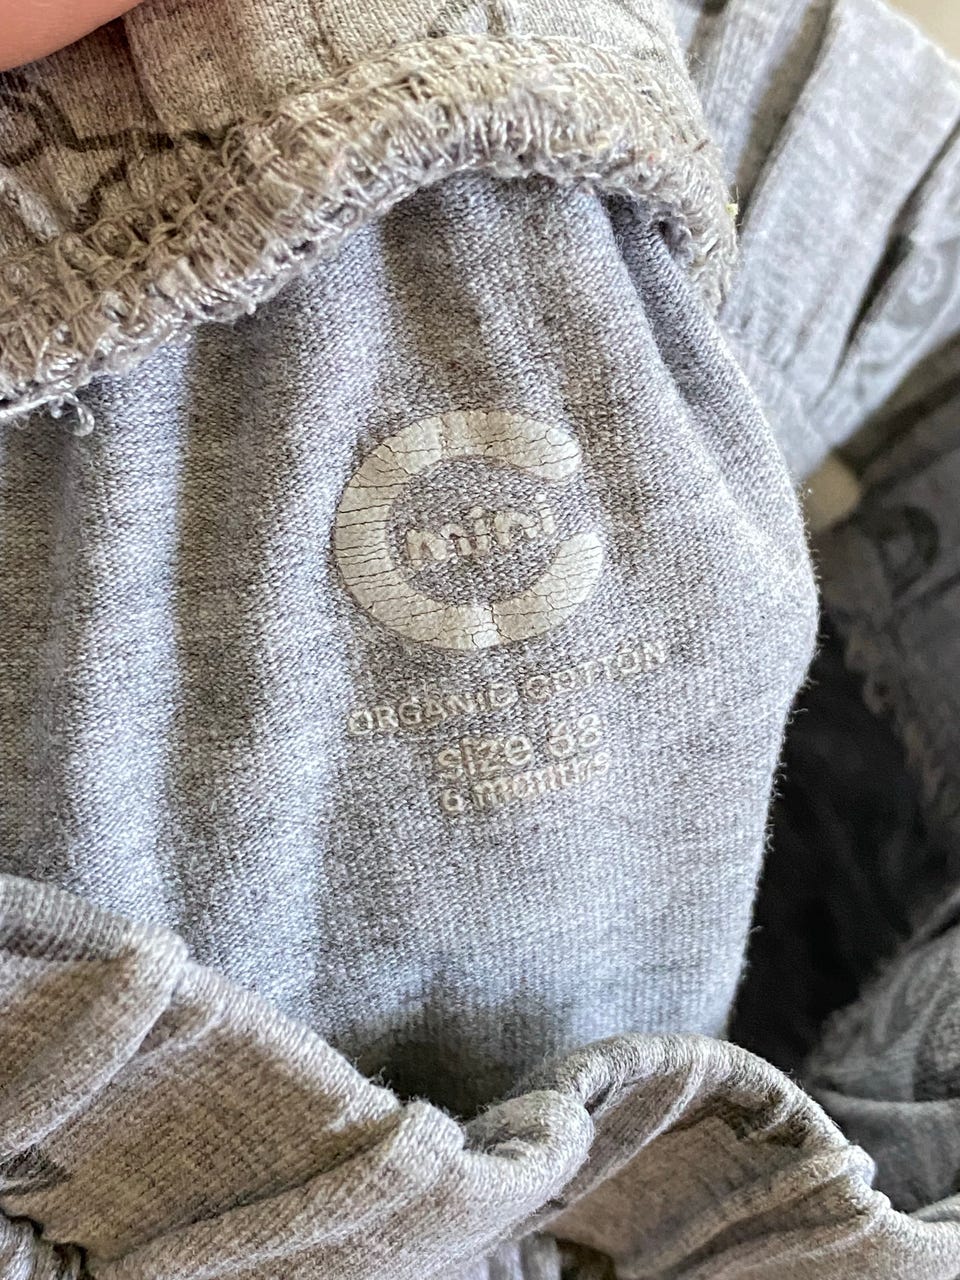 mini
ORGANIC COTTON
size 68
6 months